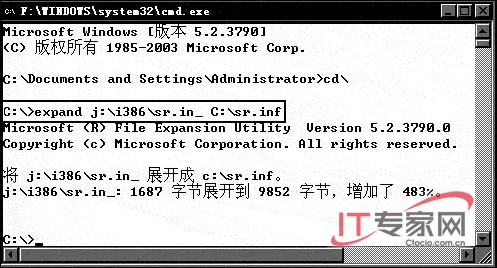 F:\WINDOWS\system32\cmd.exe
Microsoft Windows [版本 5.2.3790]
(C) 版权所有 1985-2003 Microsoft Corp.
C:\Documents and Settings\Administrator>cd\
C:\>expand j:\i386\sr.in_ C:\sr.inf
Microsoft (R) File Expansion Utility  Version 5.2.3790.0
Copyright (c) Microsoft Corporation. All rights reserved.
将 j:\i386\sr.in_ 展开成 c:\sr.inf。
j:\i386\sr.in_: 1687 字节展开到 9852 字节，增加了 483%。
C:\>_
IT专家网
Ctocio.com.cn